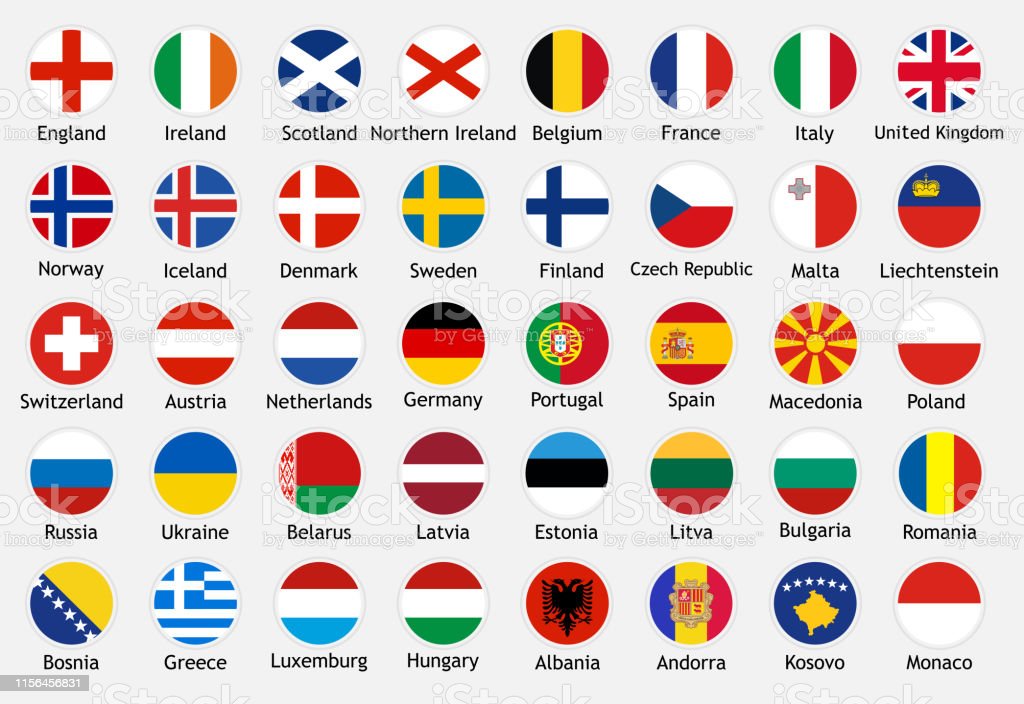 England Ireland Scotland Northern Ireland Belgium France Italy United Kingdom
Norway Iceland Denmark Sweden Finland Czech Republic Malta Liechtenstein
Switzerland Austria Netherlands Germany Portugal Spain Macedonia Poland
Russia Ukraine Belarus Latvia Estonia Litva Bulgaria Romania
Bosnia Greece Luxemburg Hungary Albania Andorra Kosovo Monaco
iStock
by Getty Images™
1156456831